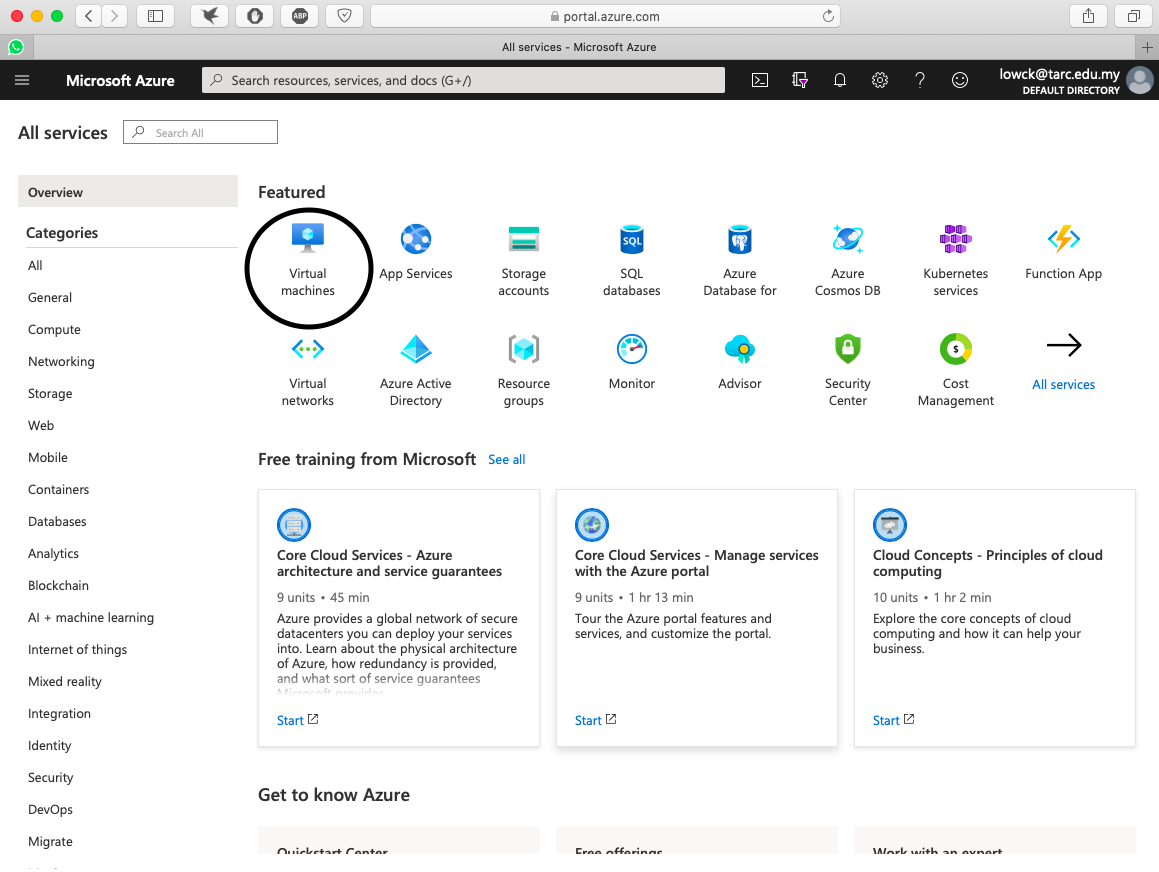 portal.azure.com
All services - Microsoft Azure
Microsoft Azure
Search resources, services, and docs (G+/)
lowck@tarc.edu.my
DEFAULT DIRECTORY
All services
Search All
Overview
Categories
All
General
Compute
Networking
Storage
Web
Mobile
Containers
Databases
Analytics
Blockchain
AI + machine learning
Internet of things
Mixed reality
Integration
Identity
Security
DevOps
Migrate
Featured
Virtual
machines
App Services
Storage
accounts
SQL
SQL
databases
Azure
Database for
Azure
Cosmos DB
Kubernetes
services
Function App
Virtual
networks
Azure Active
Directory
Resource
groups
Monitor
Advisor
Security
Center
$
Cost
Management
All services
Free training from Microsoft See all
Core Cloud Services - Azure
architecture and service guarantees
9 units • 45 min
Azure provides a global network of secure
datacenters you can deploy your services
into. Learn about the physical architecture
of Azure, how redundancy is provided,
and what sort of service guarantees
Microsoft provides
Start
Core Cloud Services - Manage services
with the Azure portal
9 units • 1 hr 13 min
Tour the Azure portal features and
services, and customize the portal.
Start
Cloud Concepts - Principles of cloud
computing
10 units • 1 hr 2 min
Explore the core concepts of cloud
computing and how it can help your
business.
Start
Get to know Azure
Quickstart Center
Free offerings
Work with an expert
ABP